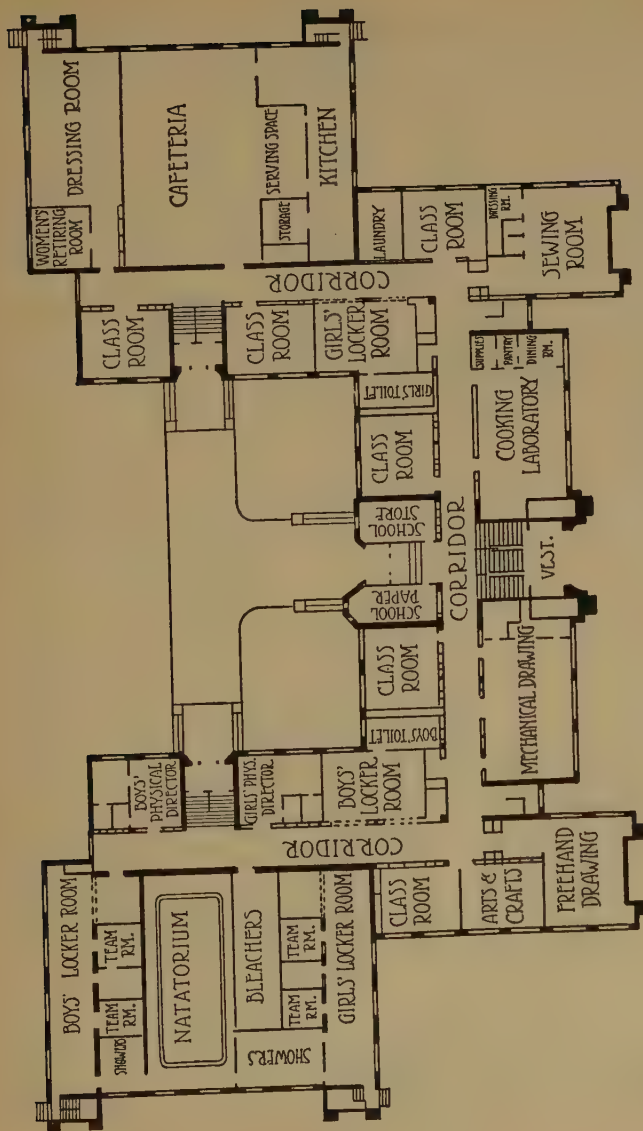 BOYS' LOCKER ROOM
TEAM
RM.
TEAM
RM.
SHOWERS
NATATORIUM
BLEACHERS
TEAM
RM.
TEAM
RM.
SHOWERS
GIRLS' LOCKER ROOM
BOYS'
PHYSICAL
DIRECTOR
GIRLS' PHYS.
DIRECTOR
BOYS'
LOCKER
ROOM
CORRIDOR
CLASS
ROOM
ARTS &
CRAFTS
FREEHAND
DRAWING
BOYS' TOILET
CLASS
ROOM
SCHOOL
PAPER
SCHOOL
STORE
CLASS
ROOM
GIRLS TOILET
CORRIDOR
MECHANICAL DRAWING
VEST.
COOKING
LABORATORY
SUPPLIES
PANTRY
DINING
RM.
WOMEN'S
RETIRING
ROOM
DRESSING ROOM
CAFETERIA
SERVING SPACE
STORAGE
KITCHEN
CLASS
ROOM
CLASS
ROOM
GIRLS'
LOCKER
ROOM
CORRIDOR
LAUNDRY
CLASS
ROOM
DRESSING
RM.
SEWING
ROOM